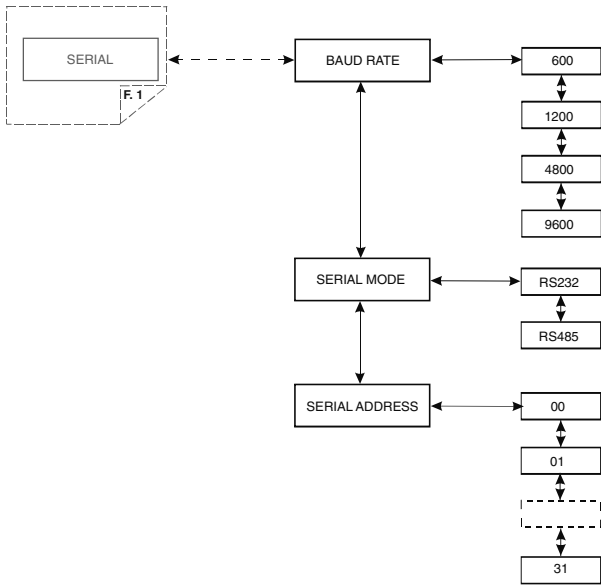 SERIAL
F. 1
BAUD RATE
600
1200
4800
9600
SERIAL MODE
RS232
RS485
SERIAL ADDRESS
00
01
31